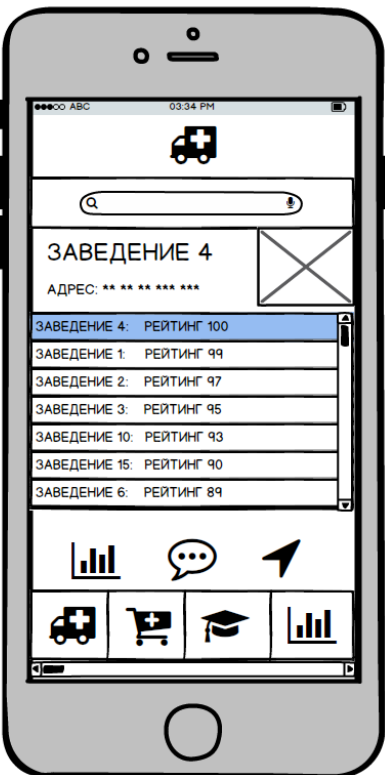 ABC 03:34 PM
ЗАВЕДЕНИЕ 4
АДРЕС: ** ** ** *** ***
ЗАВЕДЕНИЕ 4: РЕЙТИНГ 100
ЗАВЕДЕНИЕ 1: РЕЙТИНГ 99
ЗАВЕДЕНИЕ 2: РЕЙТИНГ 97
ЗАВЕДЕНИЕ 3: РЕЙТИНГ 95
ЗАВЕДЕНИЕ 10: РЕЙТИНГ 93
ЗАВЕДЕНИЕ 15: РЕЙТИНГ 90
ЗАВЕДЕНИЕ 6: РЕЙТИНГ 89